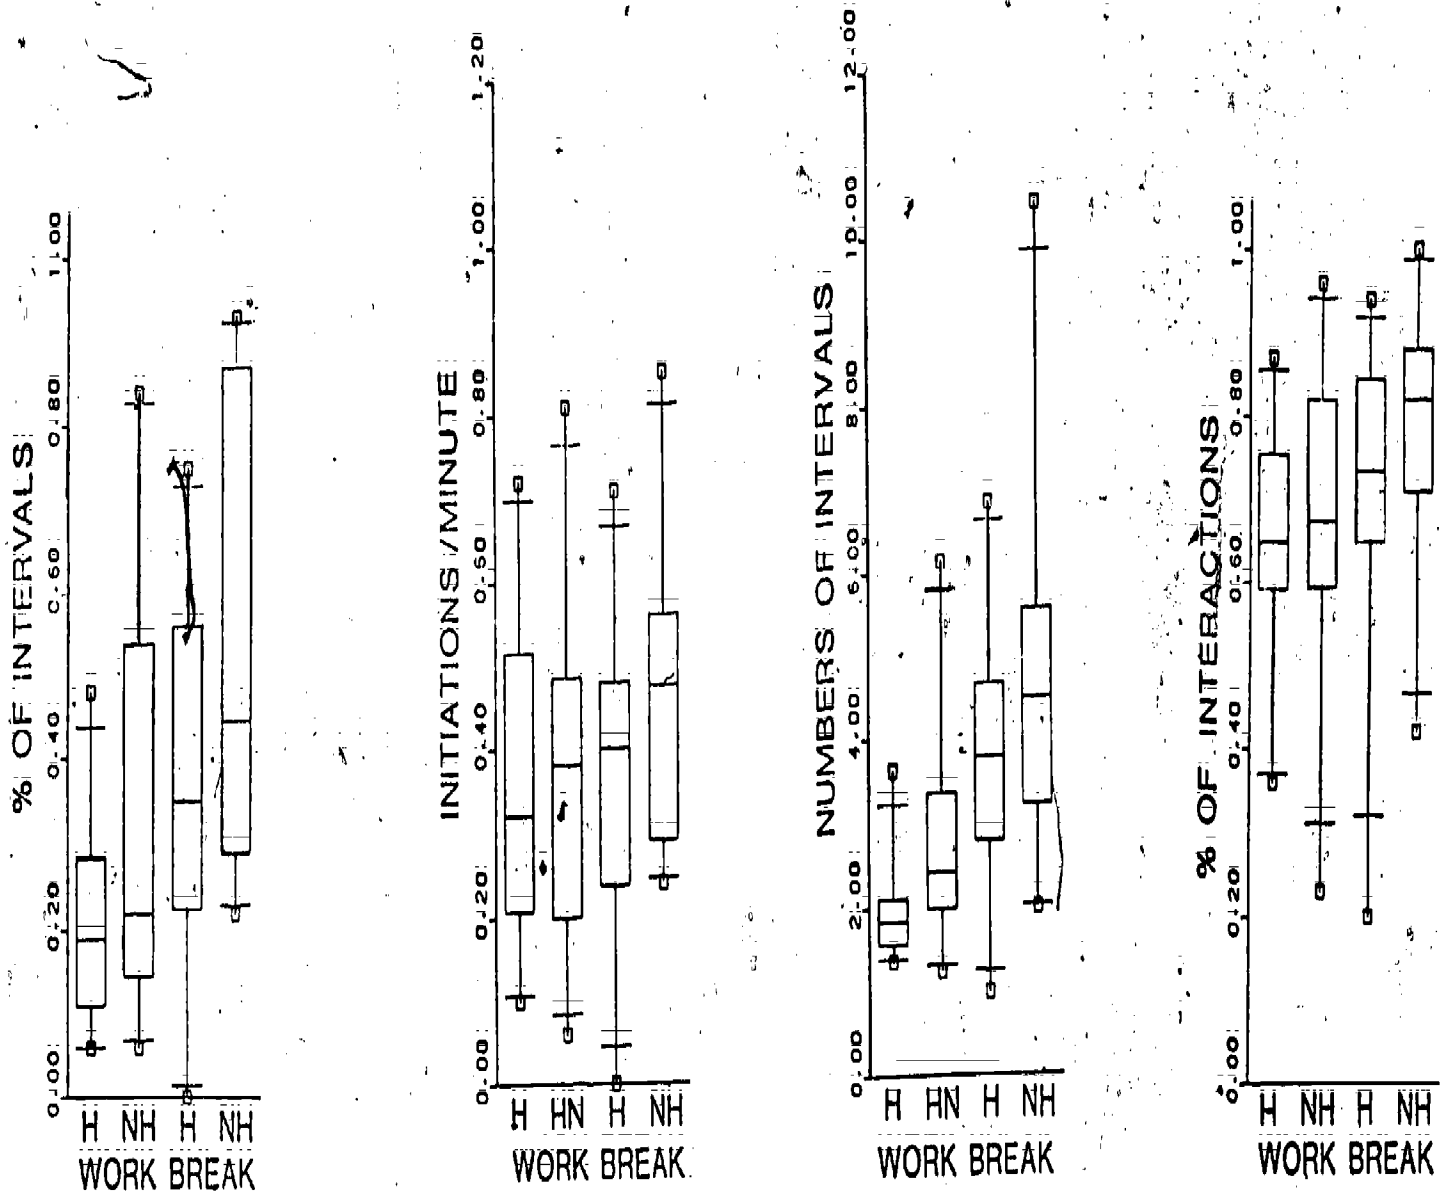 % OF INTERVALS
1.00
0.80
0.60
0.40
0.20
0.00
H NH H NH
WORK BREAK
INITIATIONS/MINUTE
1.20
1.00
0.80
0.60
0.40
0.20
0.00
H HN H NH
WORK BREAK
NUMBERS OF INTERVALS
12.00
10.00
8.00
6.00
4.00
2.00
0.00
H HN H NH
WORK BREAK
% OF INTERACTIONS
1.00
0.80
0.60
0.40
0.20
0.00
H NH H NH
WORK BREAK